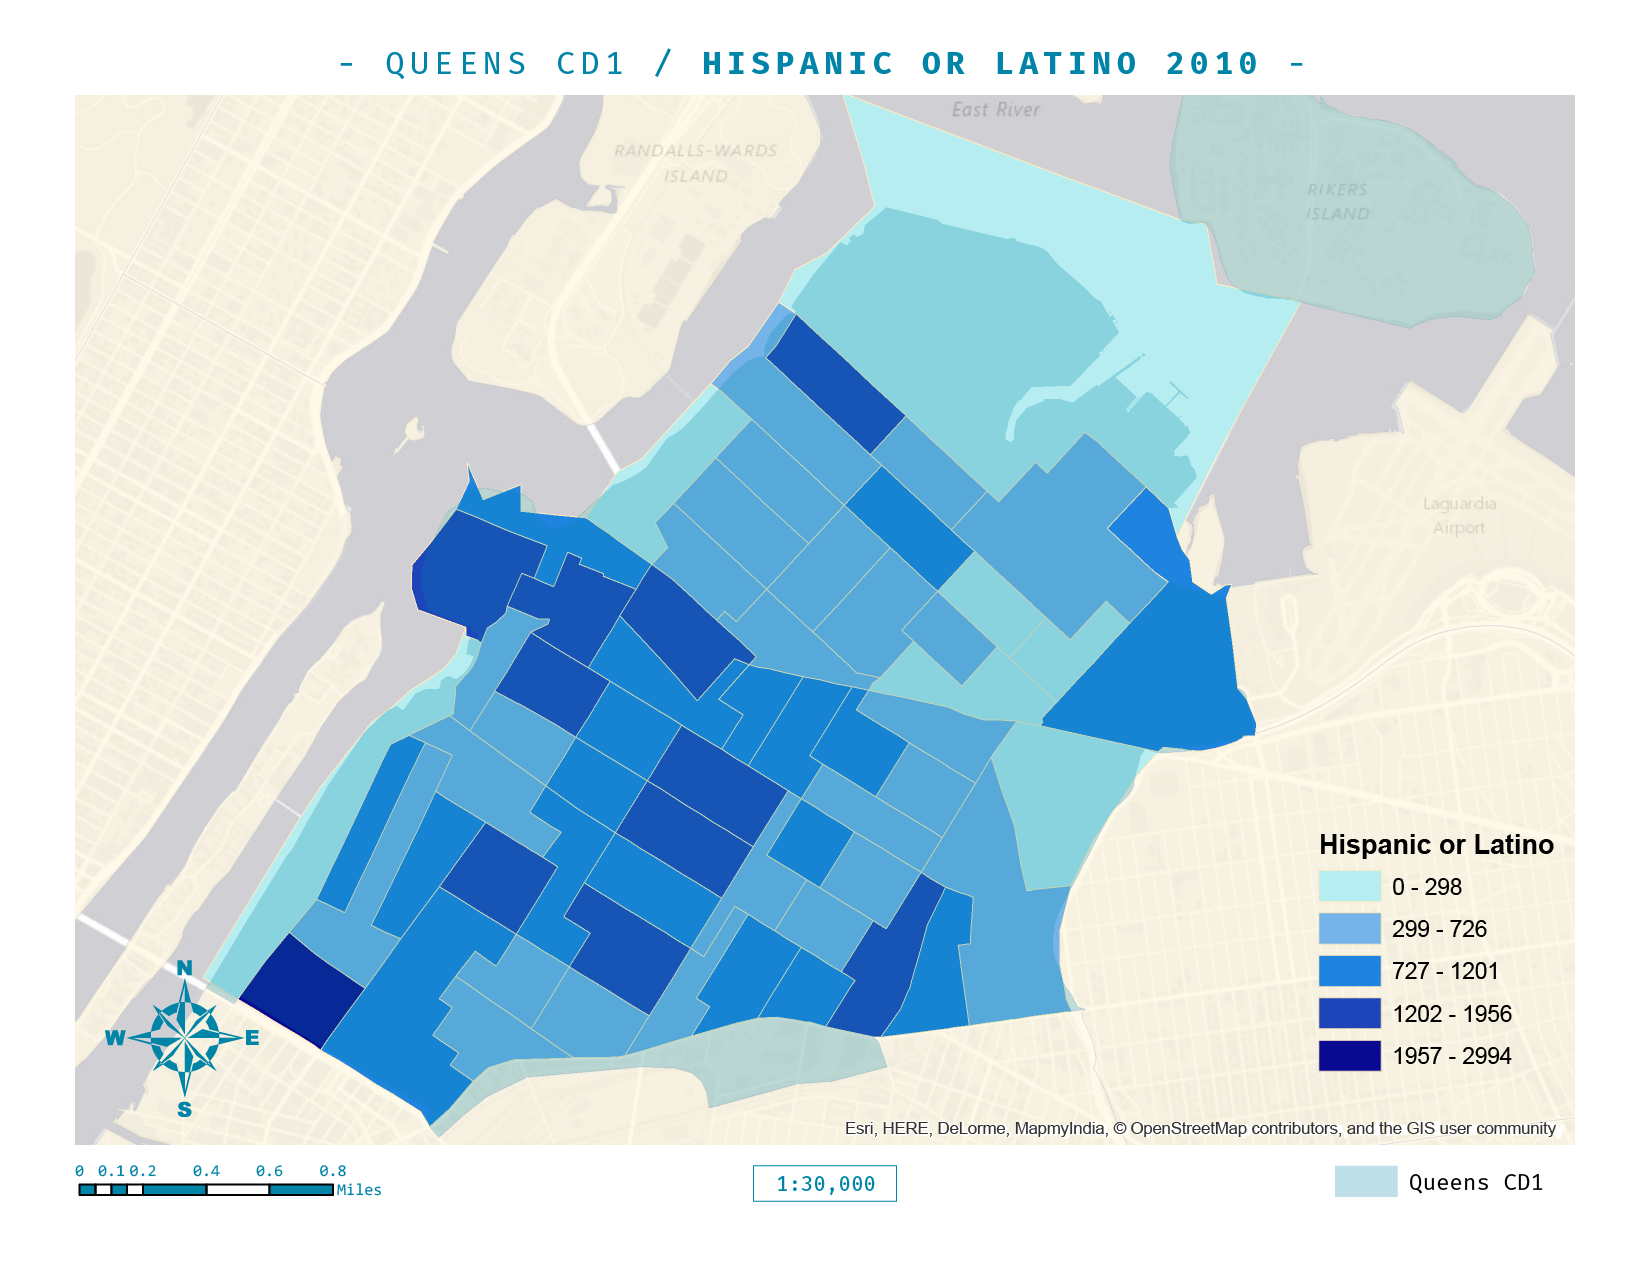 - QUEENS CD1 / HISPANIC OR LATINO 2010 -
East River
RANDALLS-WARDS
ISLAND
RIKERS
ISLAND
Laguardia
Airport
Hispanic or Latino
0 - 298
299 - 726
727 - 1201
1202 - 1956
1957 - 2994
N
W E
S
Esri, HERE, DeLorme, MapmyIndia, © OpenStreetMap contributors, and the GIS user community
0 0.1 0.2 0.4 0.6 0.8
Miles
1:30,000
Queens CD1